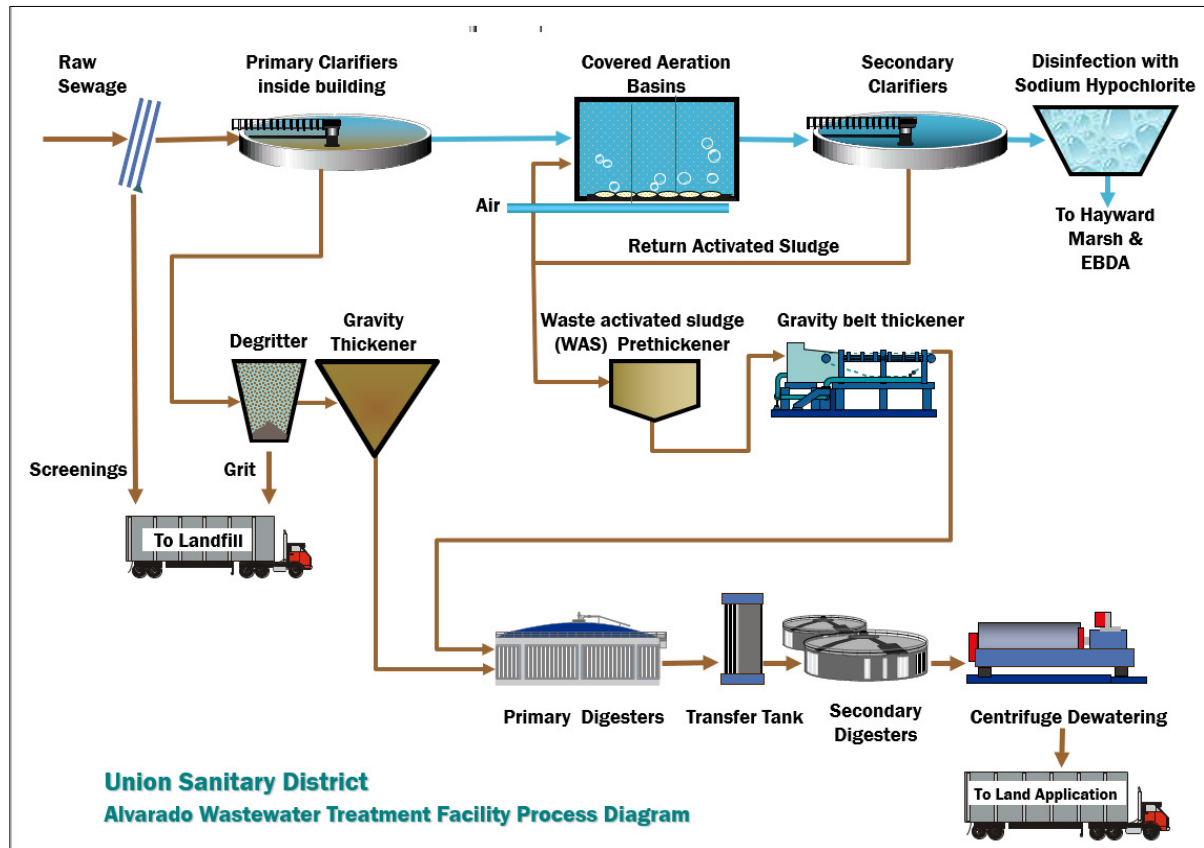 Raw
Sewage
Primary Clarifiers
inside building
Covered Aeration
Basins
Secondary
Clarifiers
Disinfection with
Sodium Hypochlorite
Air
To Hayward
Marsh &
EBDA
Return Activated Sludge
Degritter
Gravity
Thickener
Waste activated sludge
(WAS) Prethickener
Gravity belt thickener
Screenings
Grit
To Landfill
Primary Digesters
Transfer Tank
Secondary
Digesters
Centrifuge Dewatering
To Land Application
Union Sanitary District
Alvarado Wastewater Treatment Facility Process Diagram